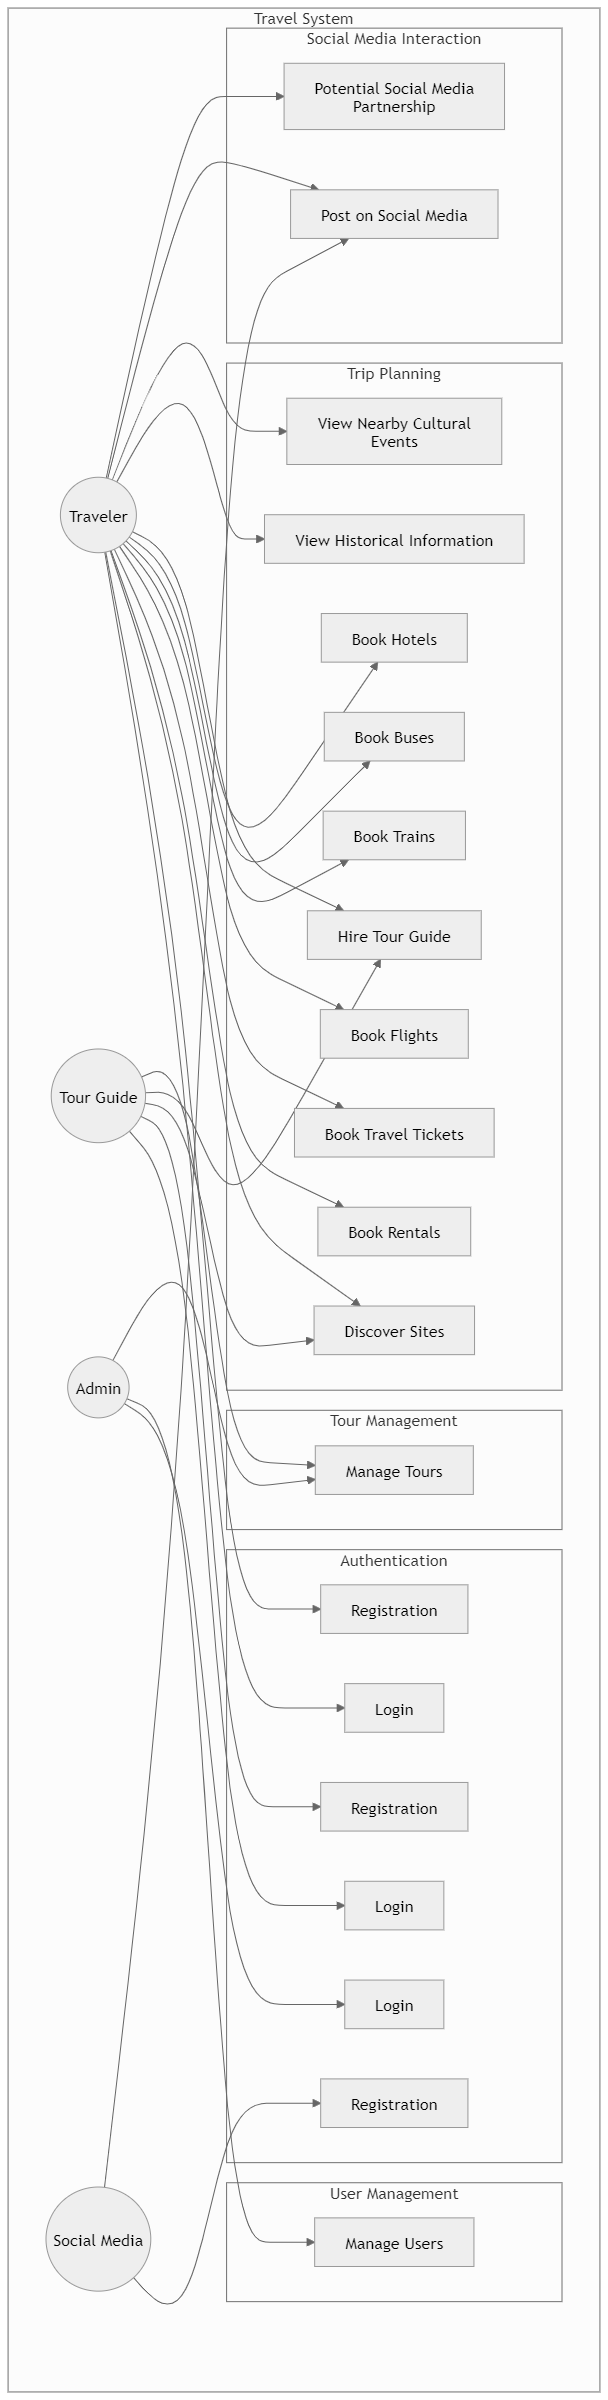 Travel System
Social Media Interaction
Potential Social Media
Partnership
Post on Social Media
Trip Planning
View Nearby Cultural
Events
Traveler
View Historical Information
Book Hotels
Book Buses
Book Trains
Hire Tour Guide
Book Flights
Tour Guide
Book Travel Tickets
Book Rentals
Discover Sites
Admin
Tour Management
Manage Tours
Authentication
Registration
Login
Registration
Login
Login
Registration
User Management
Social Media
Manage Users